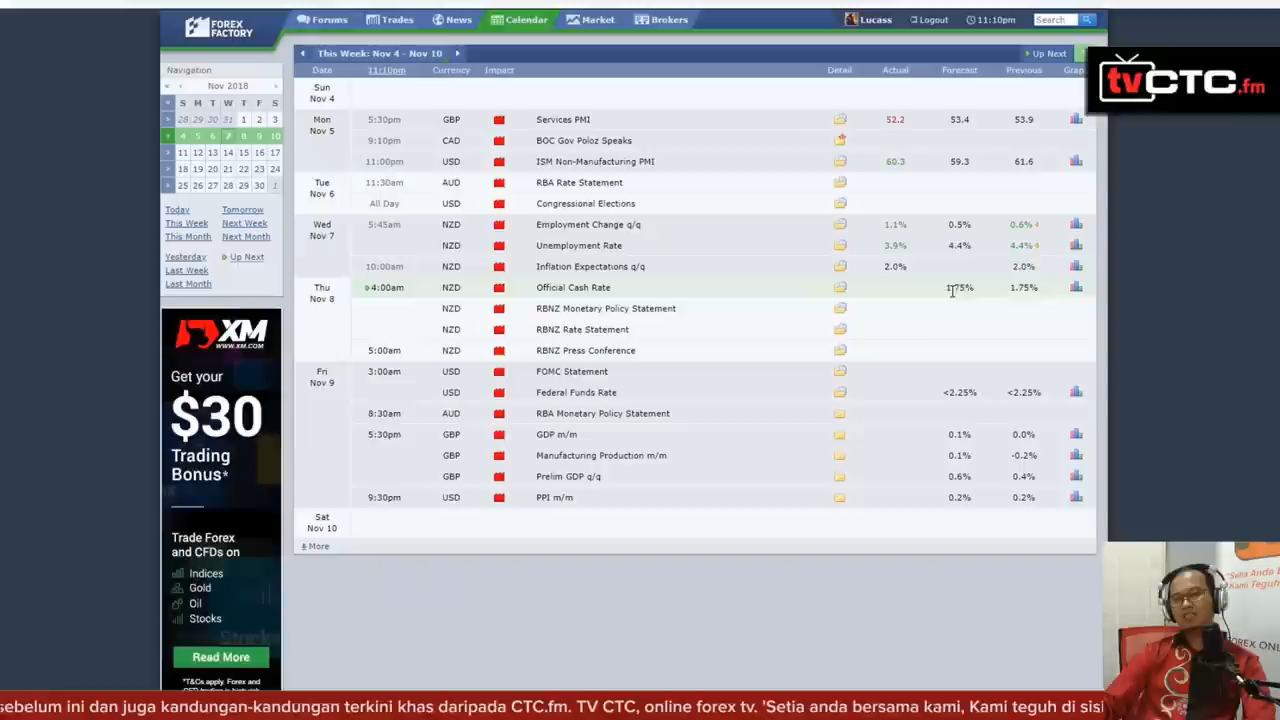 FOREX FACTORY
Forums Trades News Calendar Market Brokers
Lucass Logout 11:10pm Search
This Week: Nov 4 - Nov 10
Up Next
Date 11:10pm Currency Impact Detail Actual Forecast Previous Grap
Navigation
Nov 2018
S M T W T F S
28 29 30 31 1 2 3
4 5 6 7 8 9 10
11 12 13 14 15 16 17
18 19 20 21 22 23 24
25 26 27 28 29 30 1
Today Tomorrow
This Week Next Week
This Month Next Month
Yesterday Up Next
Last Week
Last Month
Sun Nov 4
Mon Nov 5
5:30pm GBP Services PMI 52.2 53.4 53.9
9:10pm CAD BOC Gov Poloz Speaks
11:00pm USD ISM Non-Manufacturing PMI 60.3 59.3 61.6
Tue Nov 6
11:30am AUD RBA Rate Statement
All Day USD Congressional Elections
Wed Nov 7
5:45am NZD Employment Change q/q 1.1% 0.5% 0.6%
NZD Unemployment Rate 3.9% 4.4% 4.4%
10:00am NZD Inflation Expectations q/q 2.0% 2.0%
Thu Nov 8
4:00am NZD Official Cash Rate 1.75% 1.75%
NZD RBNZ Monetary Policy Statement
NZD RBNZ Rate Statement
5:00am NZD RBNZ Press Conference
Fri Nov 9
3:00am USD FOMC Statement
USD Federal Funds Rate <2.25% <2.25%
8:30am AUD RBA Monetary Policy Statement
5:30pm GBP GDP m/m 0.1% 0.0%
GBP Manufacturing Production m/m 0.1% -0.2%
GBP Prelim GDP q/q 0.6% 0.4%
9:30pm USD PPI m/m 0.2% 0.2%
Sat Nov 10
More
XM
WWW.XM.COM
Get your
$30
Trading
Bonus*
Trade Forex
and CFDs on
Indices
Gold
Oil
Stocks
Read More
*T&Cs apply. Forex
tvCTC.fm
"Setia Anda
Kami Teguh
FOREX ONL
sebelum ini dan juga kandungan-kandungan terkini khas daripada CTC.fm. TV CTC, online forex tv. 'Setia anda bersama kami, Kami teguh di sisi